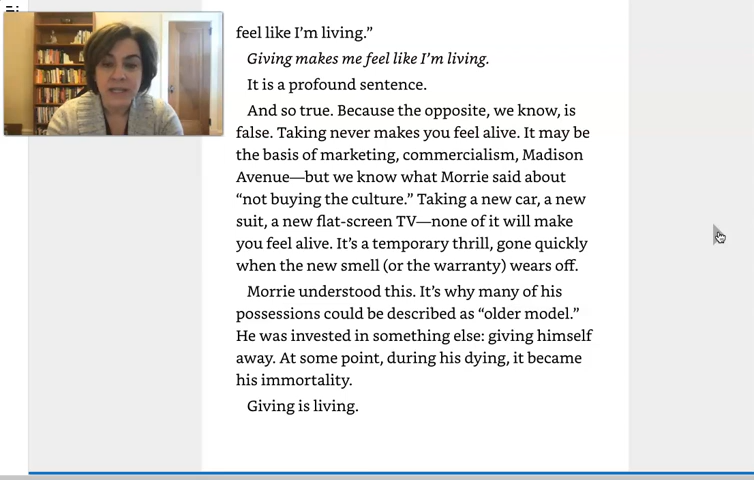 feel like I’m living.”
Giving makes me feel like I’m living.
It is a profound sentence.
And so true. Because the opposite, we know, is
false. Taking never makes you feel alive. It may be
the basis of marketing, commercialism, Madison
Avenue—but we know what Morrie said about
“not buying the culture.” Taking a new car, a new
suit, a new flat-screen TV—none of it will make
you feel alive. It’s a temporary thrill, gone quickly
when the new smell (or the warranty) wears off.
Morrie understood this. It’s why many of his
possessions could be described as “older model.”
He was invested in something else: giving himself
away. At some point, during his dying, it became
his immortality.
Giving is living.